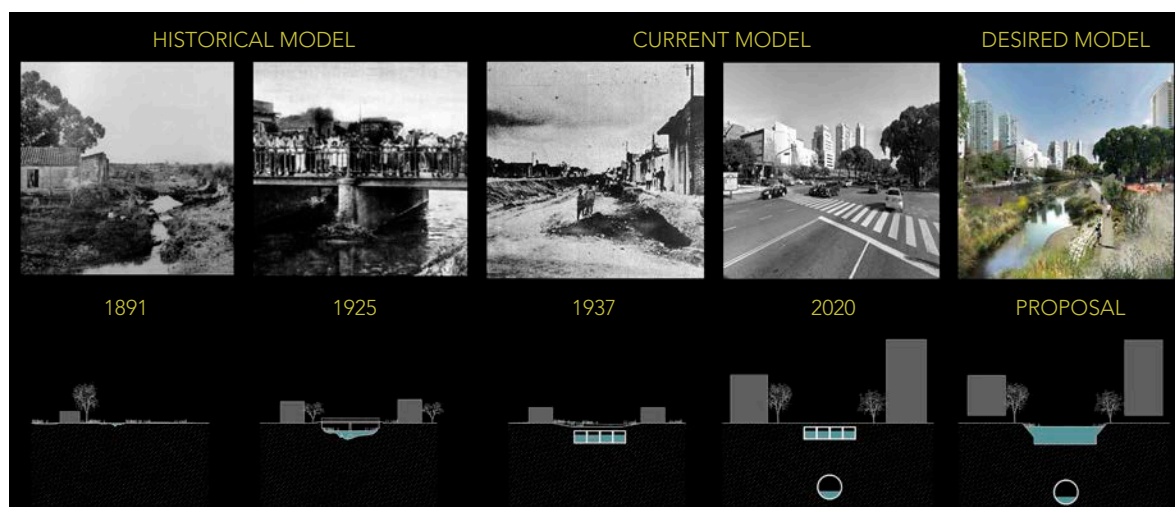 HISTORICAL MODEL
CURRENT MODEL
DESIRED MODEL
1891
1925
1937
2020
PROPOSAL